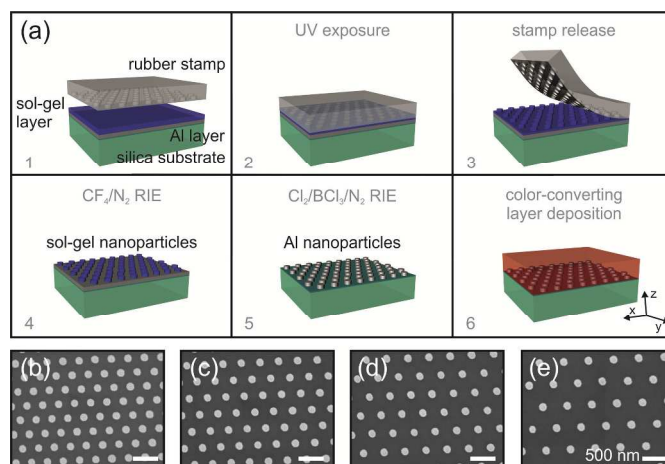 (a)
rubber stamp
sol-gel
layer
Al layer
silica substrate
1
UV exposure
2
stamp release
3
CF₄/N₂ RIE
sol-gel nanoparticles
4
Cl₂/BCl₃/N₂ RIE
Al nanoparticles
5
color-converting
layer deposition
z
x
y
6
(b)
(c)
(d)
(e)
500 nm